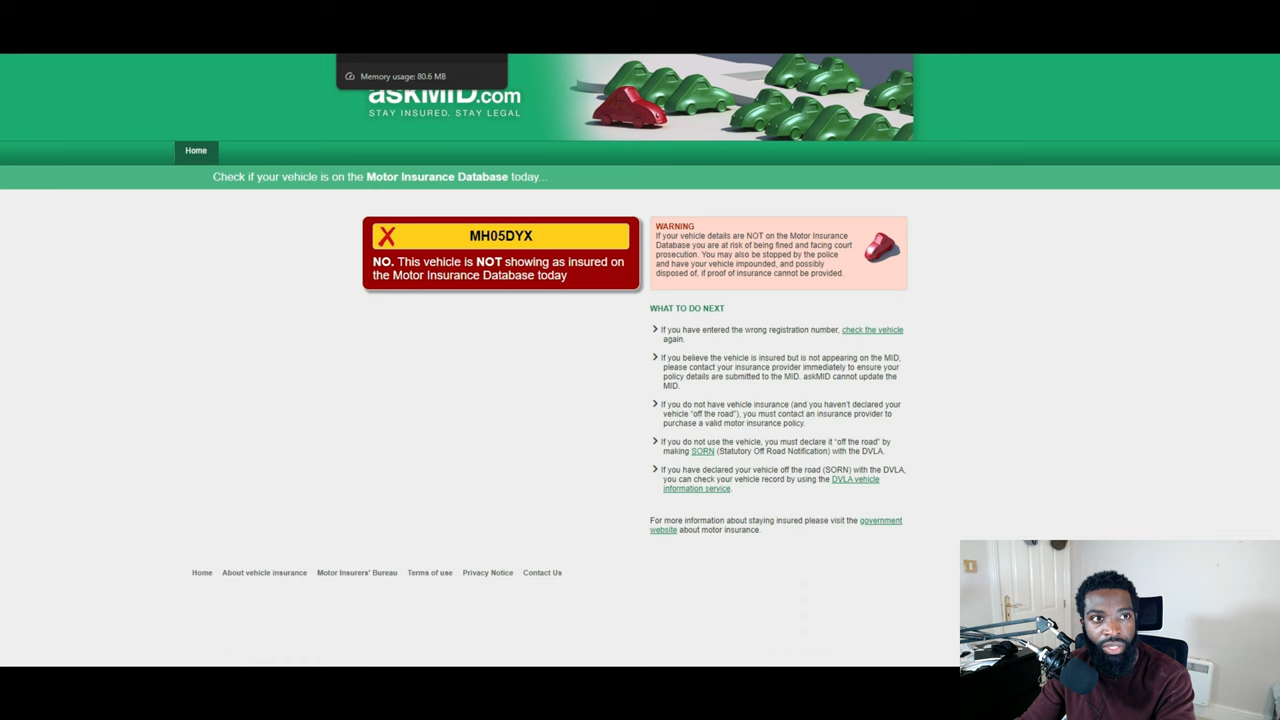 Memory usage: 80.6 MB
askMID.com
STAY INSURED. STAY LEGAL
Home
Check if your vehicle is on the Motor Insurance Database today...
MH05DYX
NO. This vehicle is NOT showing as insured on
the Motor Insurance Database today
WARNING
If your vehicle details are NOT on the Motor Insurance
Database you are at risk of being fined and facing court
prosecution. You may also be stopped by the police
and have your vehicle impounded, and possibly
disposed of, if proof of insurance cannot be provided.
WHAT TO DO NEXT
If you have entered the wrong registration number, check the vehicle
again.
If you believe the vehicle is insured but is not appearing on the MID,
please contact your insurance provider immediately to ensure your
policy details are submitted to the MID. askMID cannot update the
MID.
If you do not have vehicle insurance (and you haven't declared your
vehicle "off the road"), you must contact an insurance provider to
purchase a valid motor insurance policy.
If you do not use the vehicle, you must declare it "off the road" by
making SORN (Statutory Off Road Notification) with the DVLA.
If you have declared your vehicle off the road (SORN) with the DVLA,
you can check your vehicle record by using the DVLA vehicle
information service.
For more information about staying insured please visit the government
website about motor insurance.
Home About vehicle insurance Motor Insurers' Bureau Terms of use Privacy Notice Contact Us